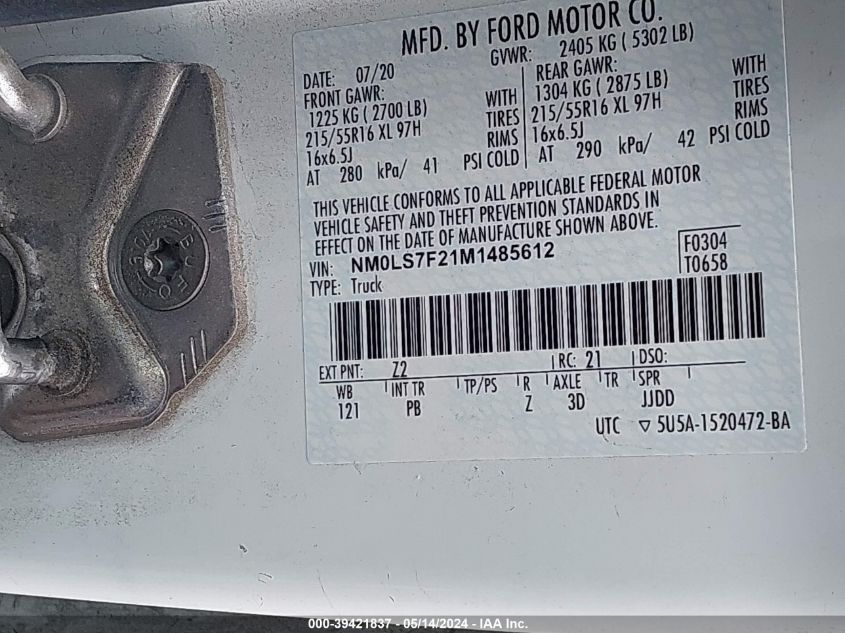 MFD. BY FORD MOTOR CO.
DATE: 07/20 GVWR: 2405 KG ( 5302 LB)
FRONT GAWR: REAR GAWR:
1225 KG ( 2700 LB) WITH 1304 KG ( 2875 LB) WITH
215/55R16 XL 97H TIRES 215/55R16 XL 97H TIRES
16x6.5J RIMS 16x6.5J RIMS
AT 280 kPa/ 41 PSI COLD AT 290 kPa/ 42 PSI COLD
THIS VEHICLE CONFORMS TO ALL APPLICABLE FEDERAL MOTOR
VEHICLE SAFETY AND THEFT PREVENTION STANDARDS IN
EFFECT ON THE DATE OF MANUFACTURE SHOWN ABOVE.
VIN: NM0LS7F21M1485612 F0304
TYPE: Truck T0658
EXT PNT: Z2 RC: 21 DSO:
WB INT TR TP/PS R AXLE TR SPR
121 PB Z 3D JJDD
UTC ▽ 5U5A-1520472-BA
000-39421837 - 05/14/2024 - IAA Inc.